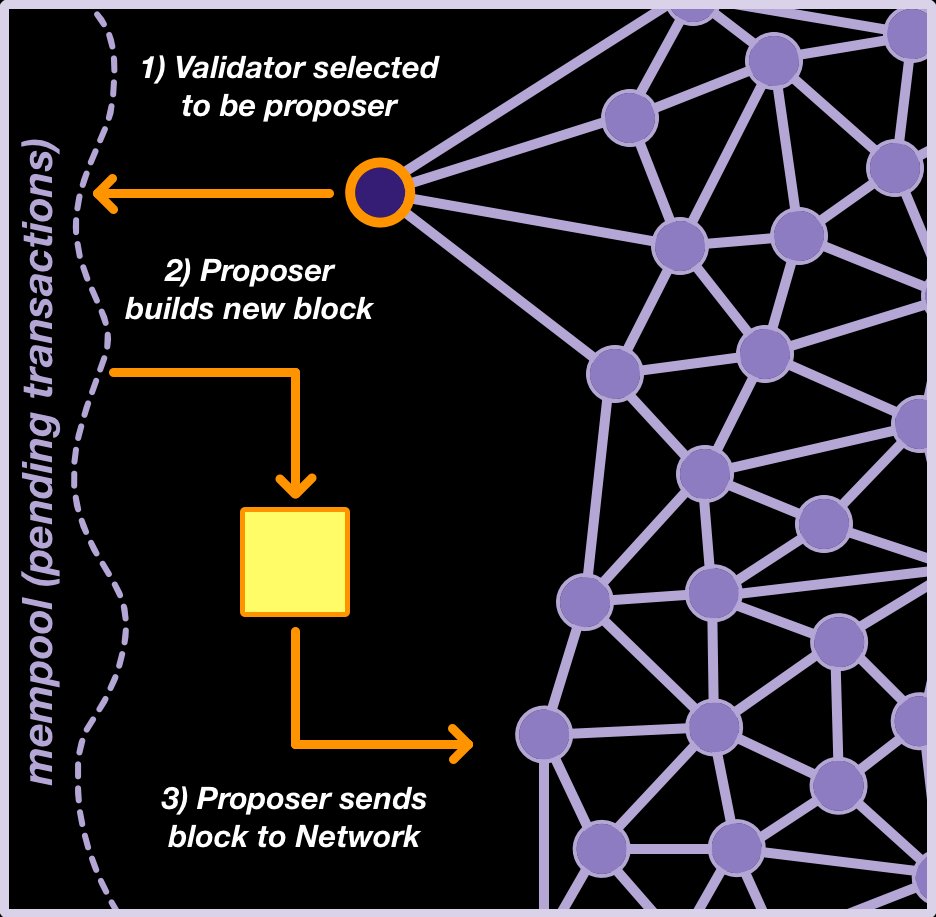 1) Validator selected
to be proposer
2) Proposer
builds new block
mempool (pending transactions)
3) Proposer sends
block to Network